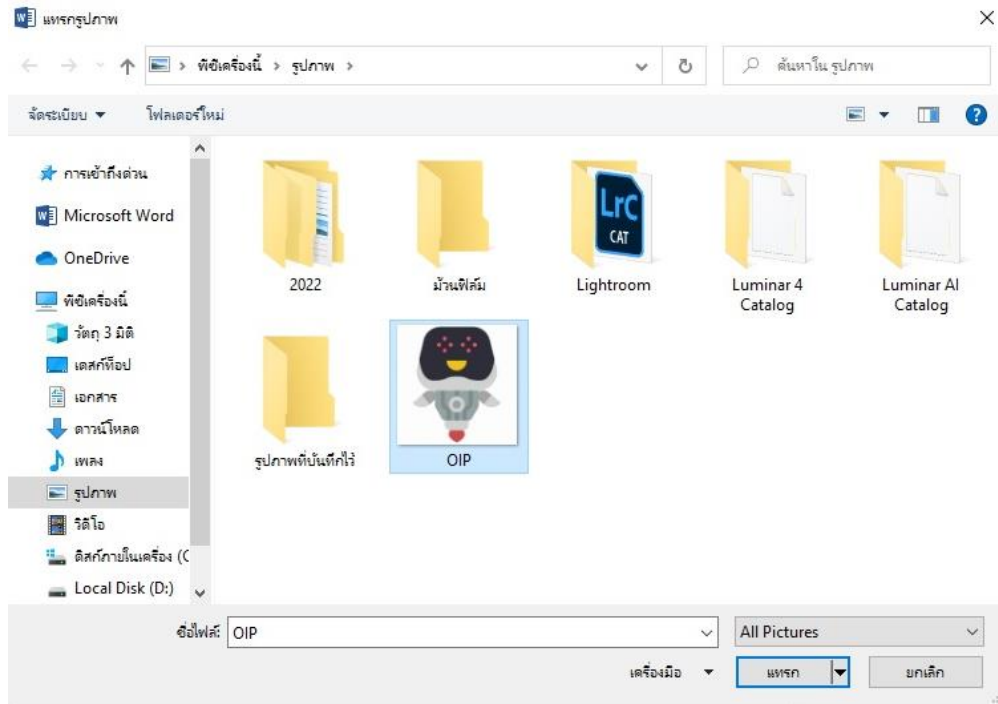 แทรกรูปภาพ
พีซีเครื่องนี้ › รูปภาพ ›
ค้นหาใน รูปภาพ
จัดระเบียบ
โฟลเดอร์ใหม่
การเข้าถึงด่วน
Microsoft Word
OneDrive
พีซีเครื่องนี้
วัตถุ 3 มิติ
เดสก์ท็อป
เอกสาร
ดาวน์โหลด
เพลง
รูปภาพ
วิดีโอ
ดิสก์ภายในเครื่อง (C
Local Disk (D:)
2022
ม้วนฟิล์ม
LrC
CAT
Lightroom
Luminar 4
Catalog
Luminar AI
Catalog
รูปภาพที่บันทึกไว้
OIP
ชื่อไฟล์: OIP
All Pictures
เครื่องมือ
แทรก
ยกเลิก